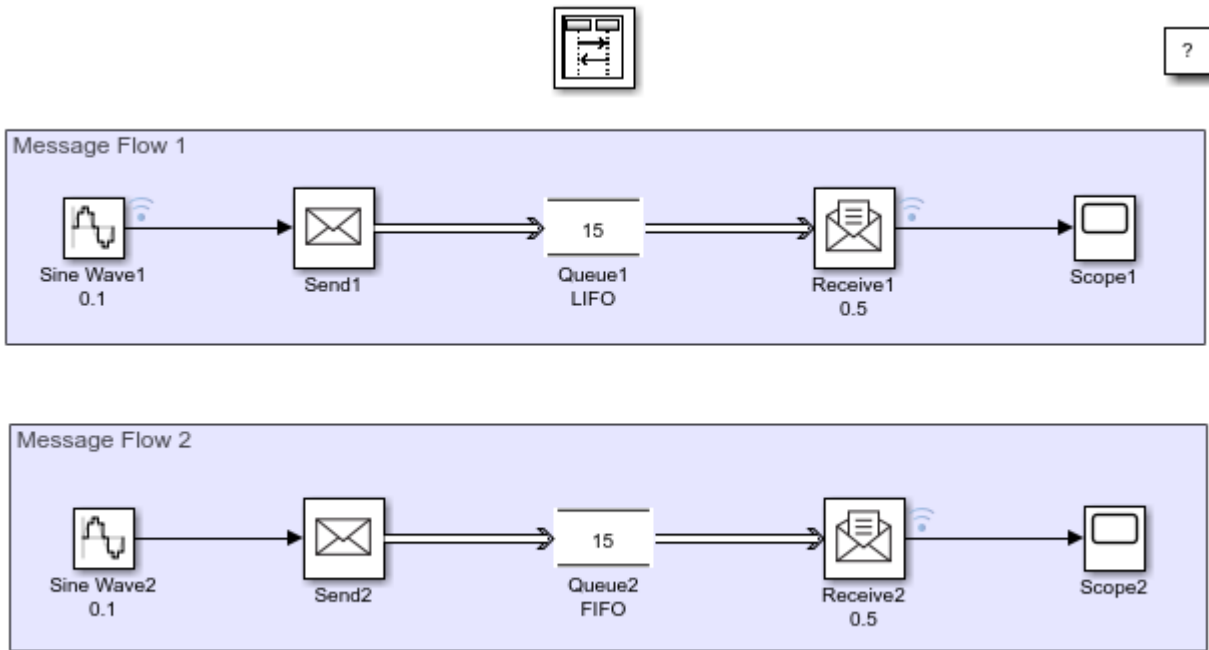 ?
Message Flow 1
15
Sine Wave1
0.1
Send1
Queue1
LIFO
Receive1
0.5
Scope1
Message Flow 2
15
Sine Wave2
0.1
Send2
Queue2
FIFO
Receive2
0.5
Scope2